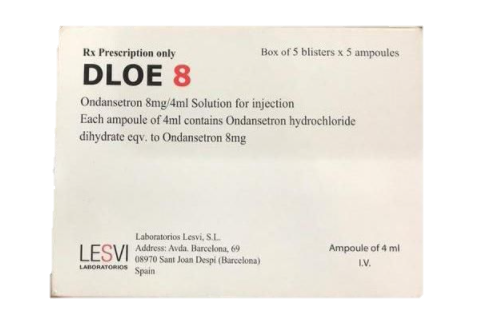 Rx Prescription only
Box of 5 blisters x 5 ampoules
DLOE 8
Ondansetron 8mg/4ml Solution for injection
Each ampoule of 4ml contains Ondansetron hydrochloride
dihydrate eqv. to Ondansetron 8mg
LESVI
LABORATORIOS
Laboratorios Lesvi, S.L.
Address: Avda. Barcelona, 69
08970 Sant Joan Despi (Barcelona)
Spain
Ampoule of 4 ml
I.V.